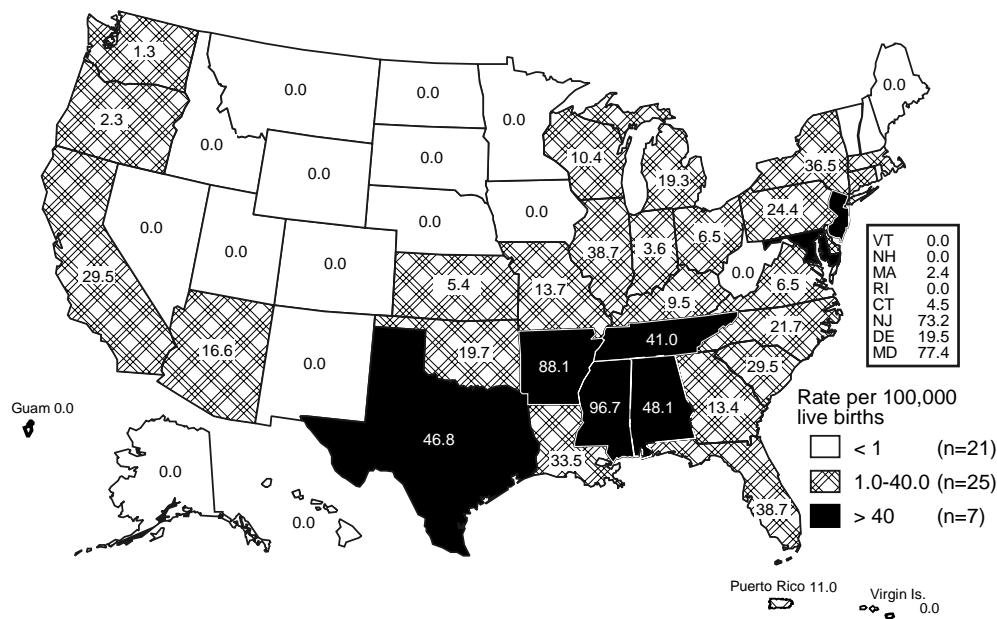 1.3
0.0
0.0
0.0
0.0
2.3
0.0
0.0
0.0
10.4
19.3
36.5
0.0
0.0
0.0
24.4
29.5
0.0
0.0
0.0
38.7
3.6
6.5
0.0
6.5
5.4
13.7
9.5
21.7
16.6
0.0
19.7
88.1
41.0
29.5
46.8
33.5
96.7
48.1
13.4
38.7
VT 0.0
NH 0.0
MA 2.4
RI 0.0
CT 4.5
NJ 73.2
DE 19.5
MD 77.4
Rate per 100,000
live births
< 1 (n=21)
1.0-40.0 (n=25)
> 40 (n=7)
Guam 0.0
0.0
0.0
Puerto Rico 11.0
Virgin Is.
0.0